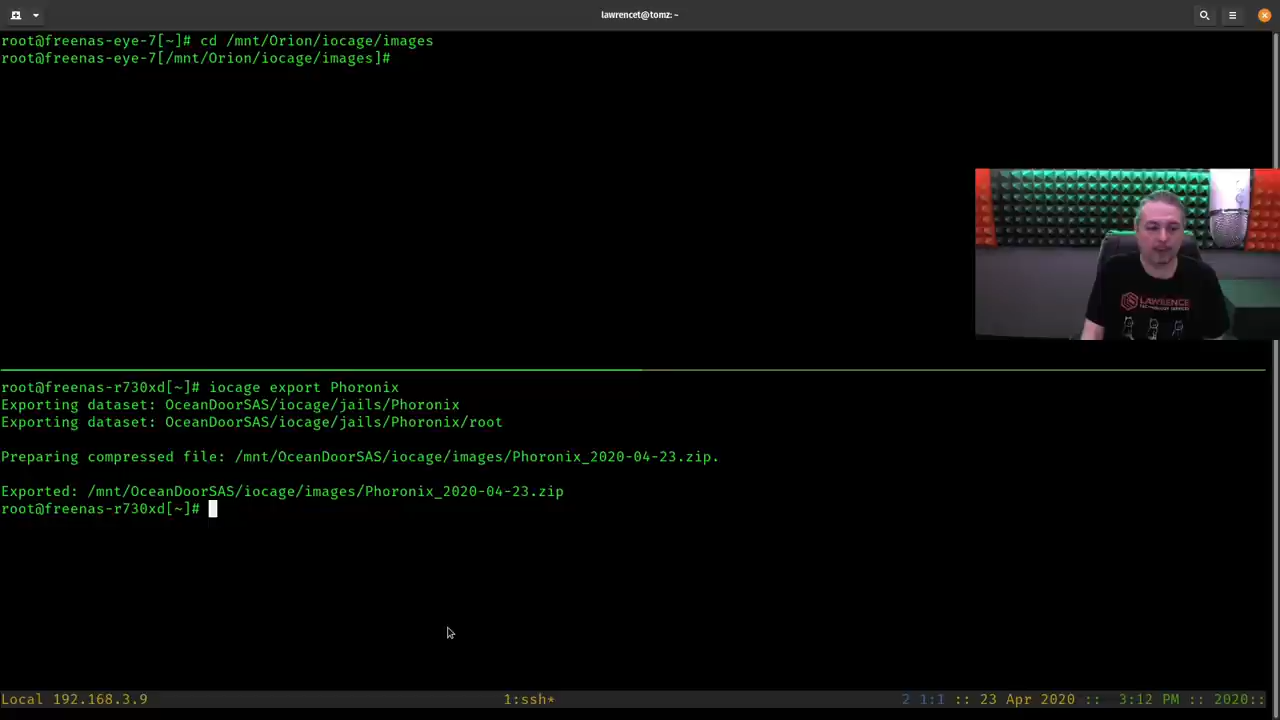 lawrencet@tomz: ~
root@freenas-eye-7[~]# cd /mnt/Orion/iocage/images
root@freenas-eye-7[/mnt/Orion/iocage/images]#
LAWRENCE
TECHNOLOGY SERVICES
root@freenas-r730xd[~]# iocage export Phoronix
Exporting dataset: OceanDoorSAS/iocage/jails/Phoronix
Exporting dataset: OceanDoorSAS/iocage/jails/Phoronix/root
Preparing compressed file: /mnt/OceanDoorSAS/iocage/images/Phoronix_2020-04-23.zip.
Exported: /mnt/OceanDoorSAS/iocage/images/Phoronix_2020-04-23.zip
root@freenas-r730xd[~]#
Local 192.168.3.9 1:ssh* 2 1:1 :: 23 Apr 2020 :: 3:12 PM :: 2020::